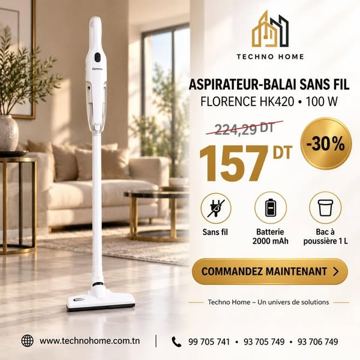 TECHNO HOME
ASPIRATEUR-BALAI SANS FIL
FLORENCE HK420 • 100 W
224,29 DT
-30%
157 DT
Sans fil
Batterie
2000 mAh
Bac à
poussière 1 L
COMMANDEZ MAINTENANT >
Techno Home – Un univers de solutions
www.technohome.com.tn | 99 705 741 • 93 705 749 • 93 706 749